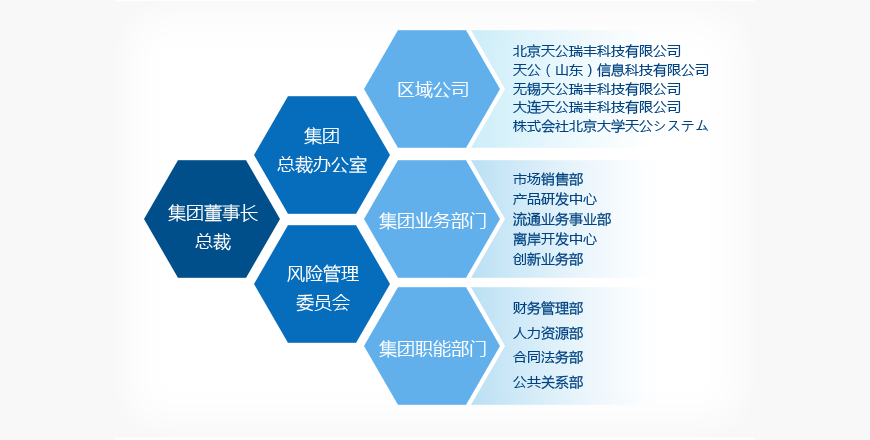 集团董事长
总裁
集团
总裁办公室
风险管理
委员会
区域公司
北京天公瑞丰科技有限公司
天公（山东）信息科技有限公司
无锡天公瑞丰科技有限公司
大连天公瑞丰科技有限公司
株式会社北京大学天公システム
集团业务部门
市场销售部
产品研发中心
流通业务事业部
离岸开发中心
创新业务部
集团职能部门
财务管理部
人力资源部
合同法务部
公共关系部